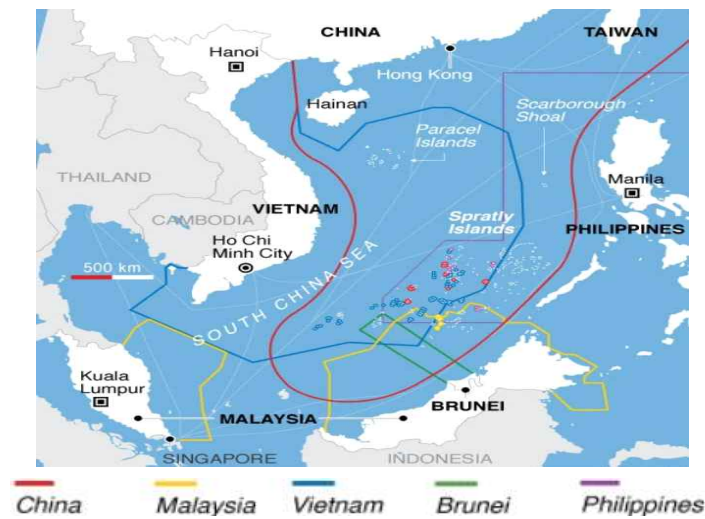 CHINA
TAIWAN
Hanoi
Hong Kong
Hainan
Scarborough
Shoal
Paracel
Islands
THAILAND
Manila
VIETNAM
CAMBODIA
Spratly
Islands
PHILIPPINES
Ho Chi
Minh City
500 km
SOUTH CHINA SEA
Kuala
Lumpur
BRUNEI
MALAYSIA
SINGAPORE
INDONESIA
China
Malaysia
Vietnam
Brunei
Philippines